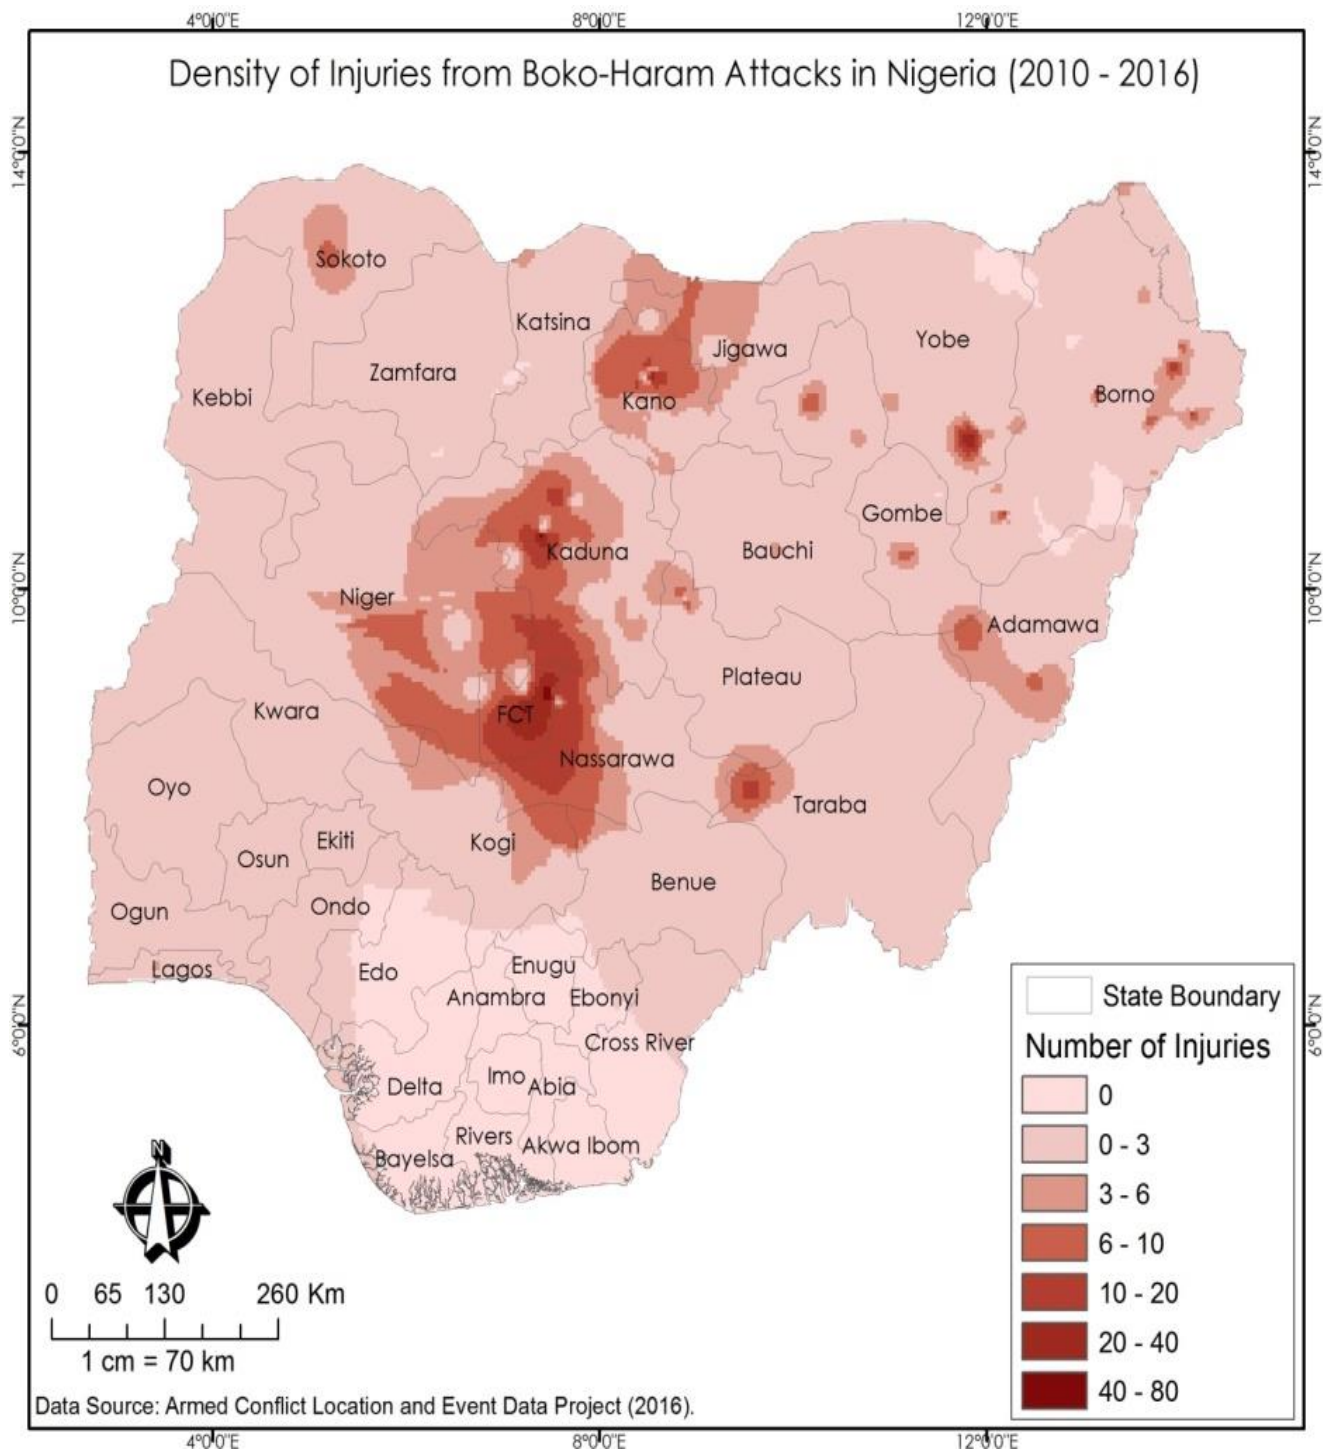 4°0'0"E 8°0'0"E 12°0'0"E
Density of Injuries from Boko-Haram Attacks in Nigeria (2010 - 2016)
14°0'0"N 14°0'0"N
Sokoto
Katsina
Yobe
Jigawa
Zamfara
Kebbi
Borno
Kano
Gombe
Kaduna
Bauchi
10°0'0"N 10°0'0"N
Niger
Adamawa
Plateau
Kwara
FCT
Nassarawa
Oyo
Taraba
Ekiti
Kogi
Osun
Benue
Ogun
Ondo
Lagos
Edo
Enugu
Anambra
Ebonyi
6°0'0"N 6°0'0"N
Cross River
Delta
Imo
Abia
Rivers
Akwa Ibom
Bayelsa
State Boundary
Number of Injuries
0
0 - 3
3 - 6
6 - 10
10 - 20
20 - 40
40 - 80
N
0 65 130 260 Km
1 cm = 70 km
Data Source: Armed Conflict Location and Event Data Project (2016).
4°0'0"E 8°0'0"E 12°0'0"E